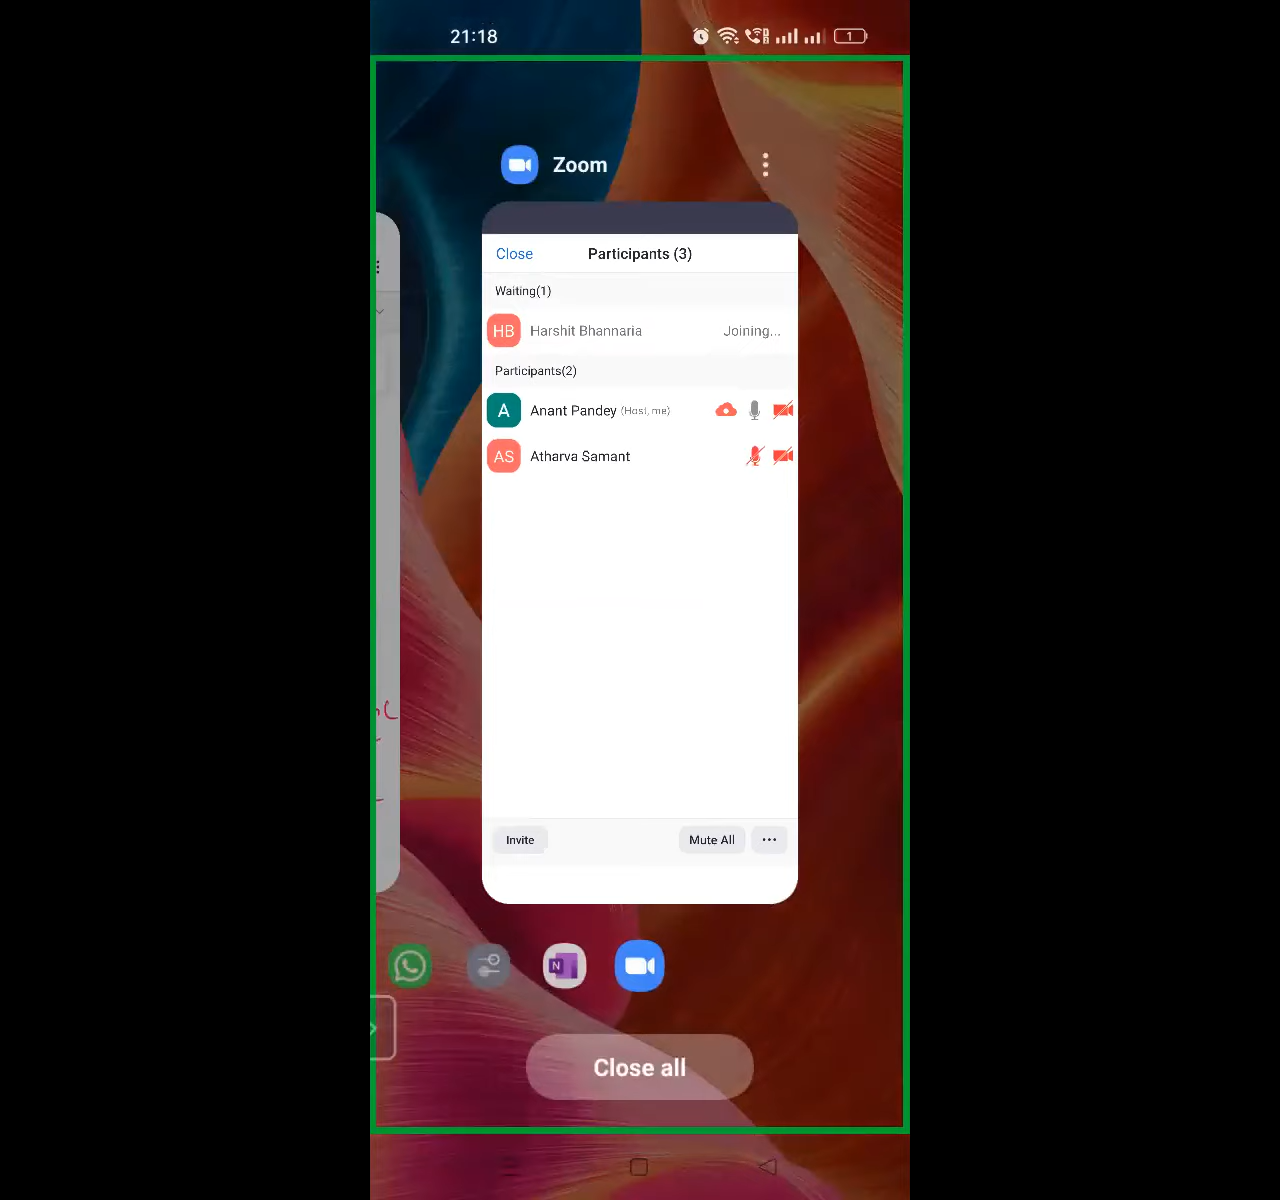 21:18
1
Zoom
Close Participants (3)
Waiting(1)
HB Harshit Bhannaria Joining...
Participants(2)
A Anant Pandey (Host, me)
AS Atharva Samant
Invite Mute All ...
N
Close all